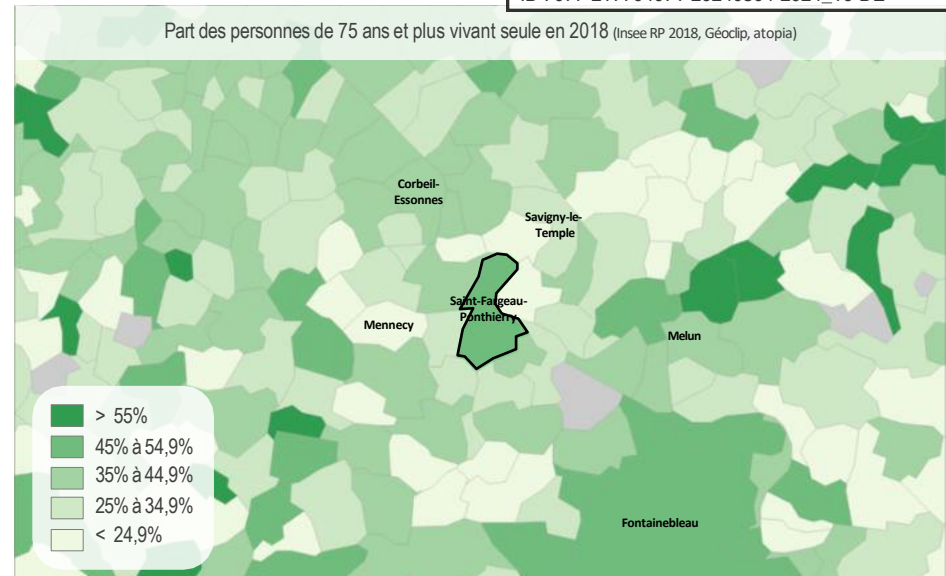 Part des personnes de 75 ans et plus vivant seule en 2018 (Insee RP 2018, Géoclip, atopia)
Corbeil-
Essonnes
Savigny-le-
Temple
Saint-Fargeau-
Ponthierry
Mennecy
Melun
> 55%
45% à 54,9%
35% à 44,9%
25% à 34,9%
< 24,9%
Fontainebleau